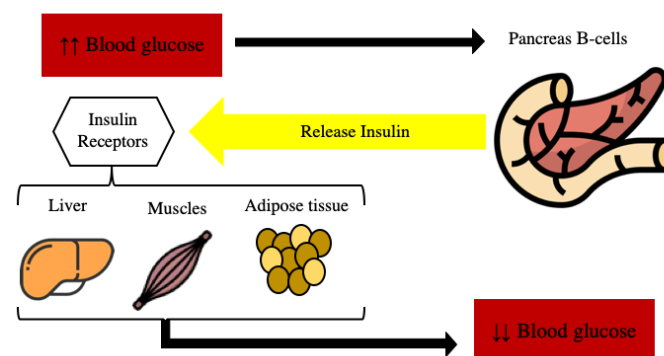 ↑↑ Blood glucose
Pancreas B-cells
Insulin
Receptors
Release Insulin
Liver
Muscles
Adipose tissue
↓↓ Blood glucose